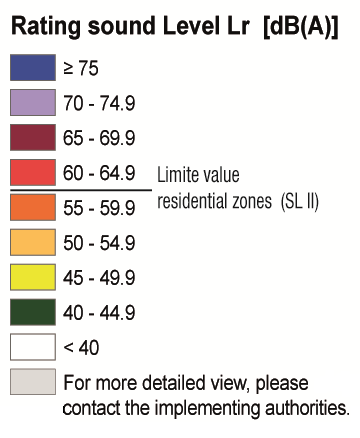 Rating sound Level Lr [dB(A)]
≥ 75
70 - 74.9
65 - 69.9
60 - 64.9
Limite value
residential zones (SL II)
55 - 59.9
50 - 54.9
45 - 49.9
40 - 44.9
< 40
For more detailed view, please
contact the implementing authorities.